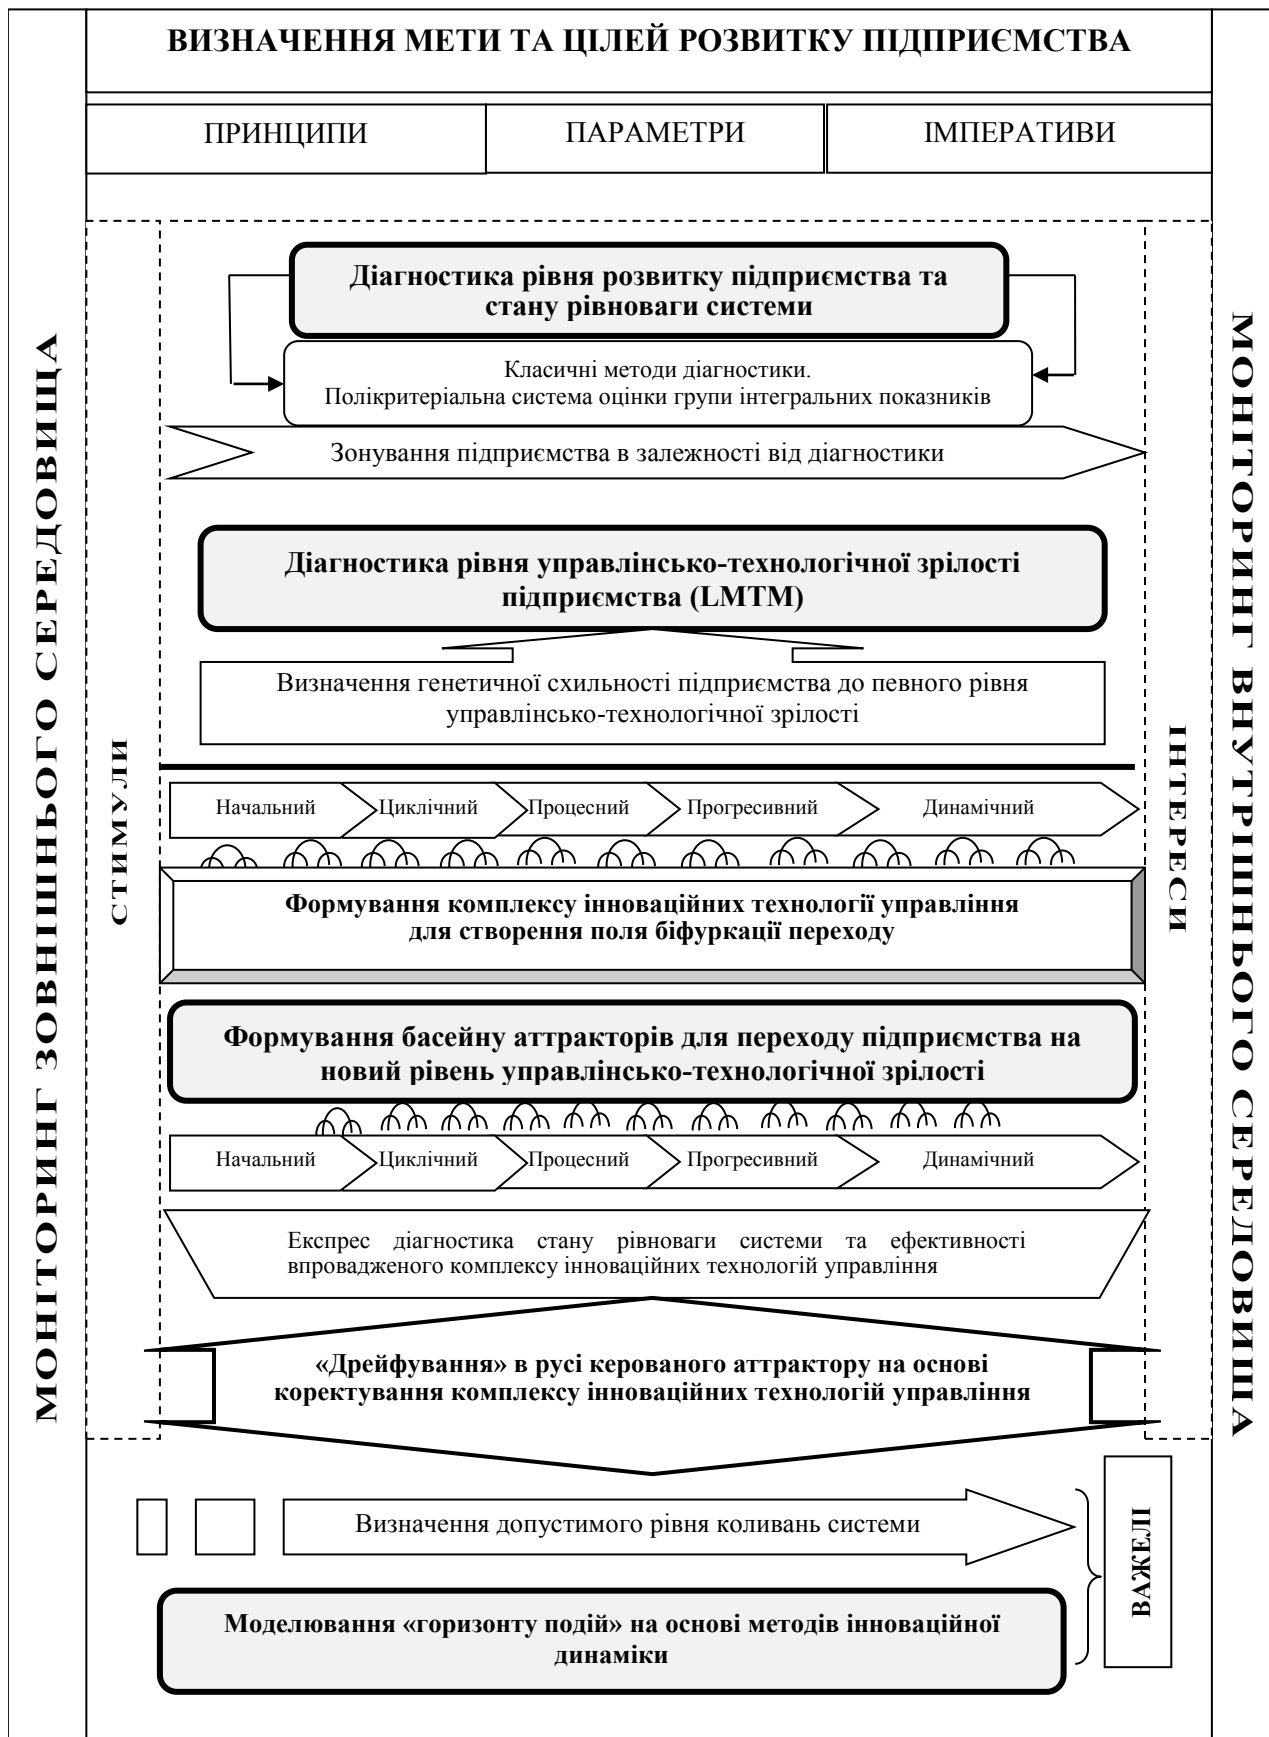 ВИЗНАЧЕННЯ МЕТИ ТА ЦІЛЕЙ РОЗВИТКУ ПІДПРИЄМСТВА
ПРИНЦИПИ
ПАРАМЕТРИ
ІМПЕРАТИВИ
МОНІТОРИНГ ЗОВНІШНЬОГО СЕРЕДОВИЩА
СТИМУЛИ
Діагностика рівня розвитку підприємства та
стану рівноваги системи
Класичні методи діагностики.
Полікритеріальна система оцінки групи інтегральних показників
Зонування підприємства в залежності від діагностики
Діагностика рівня управлінсько-технологічної зрілості
підприємства (LMTM)
Визначення генетичної схильності підприємства до певного рівня
управлінсько-технологічної зрілості
Начальний
Циклічний
Процесний
Прогресивний
Динамічний
Формування комплексу інноваційних технології управління
для створення поля біфуркації переходу
Формування басейну аттракторів для переходу підприємства на
новий рівень управлінсько-технологічної зрілості
Начальний
Циклічний
Процесний
Прогресивний
Динамічний
Експрес діагностика стану рівноваги системи та ефективності
впровадженого комплексу інноваційних технологій управління
«Дрейфування» в русі керованого аттрактору на основі
коректування комплексу інноваційних технологій управління
Визначення допустимого рівня коливань системи
Моделювання «горизонту подій» на основі методів інноваційної
динаміки
ВАЖЕЛІ
ІНТЕРЕСИ
МОНІТОРИНГ ВНУТРІШНЬОГО СЕРЕДОВИЩА